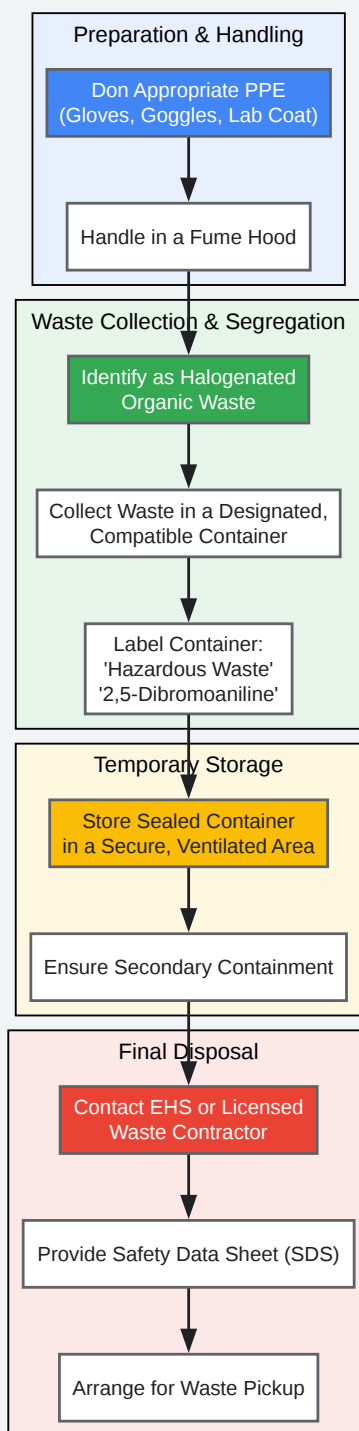 Preparation & Handling
Don Appropriate PPE
(Gloves, Goggles, Lab Coat)
Handle in a Fume Hood
Waste Collection & Segregation
Identify as Halogenated
Organic Waste
Collect Waste in a Designated,
Compatible Container
Label Container:
'Hazardous Waste'
'2,5-Dibromoaniline'
Temporary Storage
Store Sealed Container
in a Secure, Ventilated Area
Ensure Secondary Containment
Final Disposal
Contact EHS or Licensed
Waste Contractor
Provide Safety Data Sheet (SDS)
Arrange for Waste Pickup